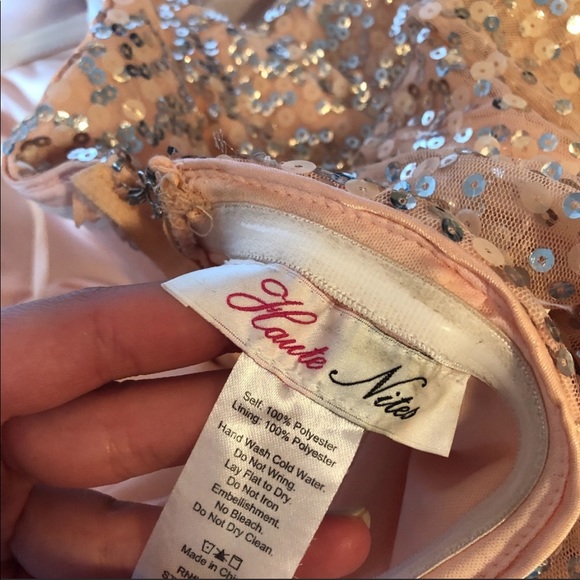 Haute Nites
Self: 100% Polyester
Lining: 100% Polyester
Hand Wash Cold Water.
Do Not Wring.
Lay Flat to Dry.
Do Not Iron
Embellishment.
No Bleach.
Do Not Dry Clean.
Made in